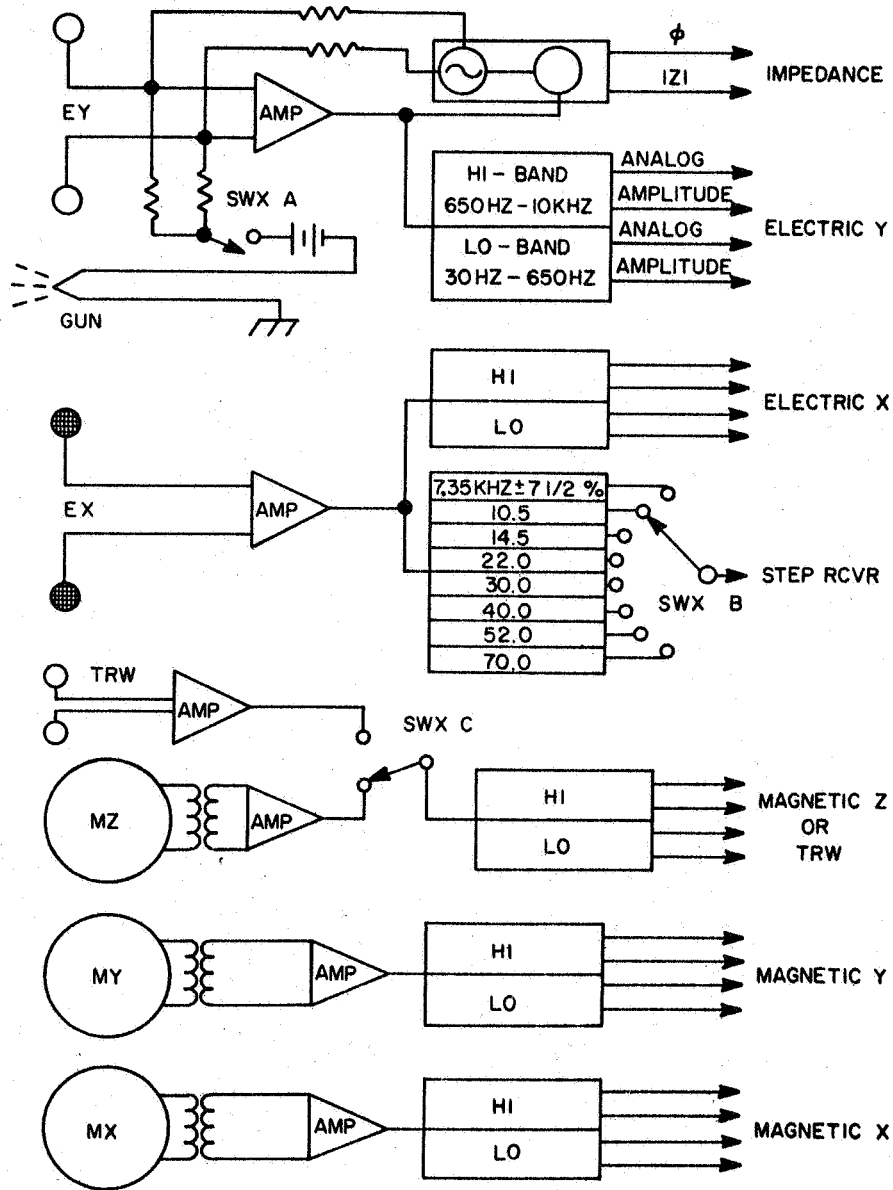 ϕ
|Z|
IMPEDANCE
EY
AMP
SWX A
HI - BAND
650HZ - 10KHZ
LO - BAND
30HZ - 650HZ
ANALOG
AMPLITUDE
ANALOG
AMPLITUDE
ELECTRIC Y
GUN
HI
LO
ELECTRIC X
EX
AMP
7.35KHZ ± 7 1/2 %
10.5
14.5
22.0
30.0
40.0
52.0
70.0
SWX B
STEP RCVR
TRW
AMP
SWX C
MZ
AMP
HI
LO
MAGNETIC Z
OR
TRW
MY
AMP
HI
LO
MAGNETIC Y
MX
AMP
HI
LO
MAGNETIC X